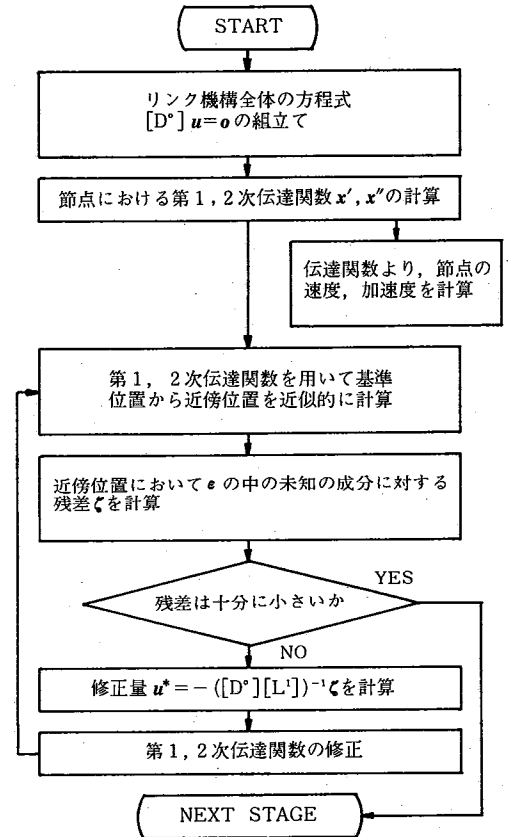 START
リンク機構全体の方程式
[D°] u=oの組立て
節点における第1,2次伝達関数x′,x″の計算
伝達関数より,節点の
速度,加速度を計算
第1, 2次伝達関数を用いて基準
位置から近傍位置を近似的に計算
近傍位置において ε の中の未知の成分に対する
残差ζを計算
残差は十分に小さいか
YES
NO
修正量 u*=− ([D°][L¹])⁻¹ζを計算
第1,2次伝達関数の修正
NEXT STAGE